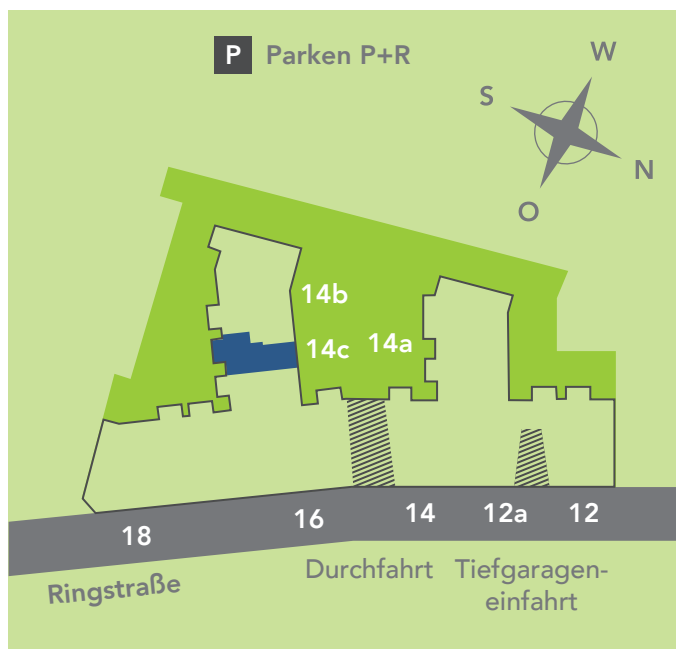 P Parken P+R
W
S
N
O
14b
14c 14a
18 16 14 12a 12
Ringstraße
Durchfahrt
Tiefgaragen-
einfahrt